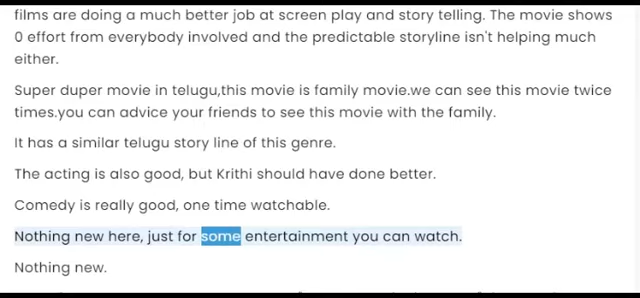 films are doing a much better job at screen play and story telling. The movie shows
0 effort from everybody involved and the predictable storyline isn't helping much
either.
Super duper movie in telugu,this movie is family movie.we can see this movie twice
times.you can advice your friends to see this movie with the family.
It has a similar telugu story line of this genre.
The acting is also good, but Krithi should have done better.
Comedy is really good, one time watchable.
Nothing new here, just for some entertainment you can watch.
Nothing new.